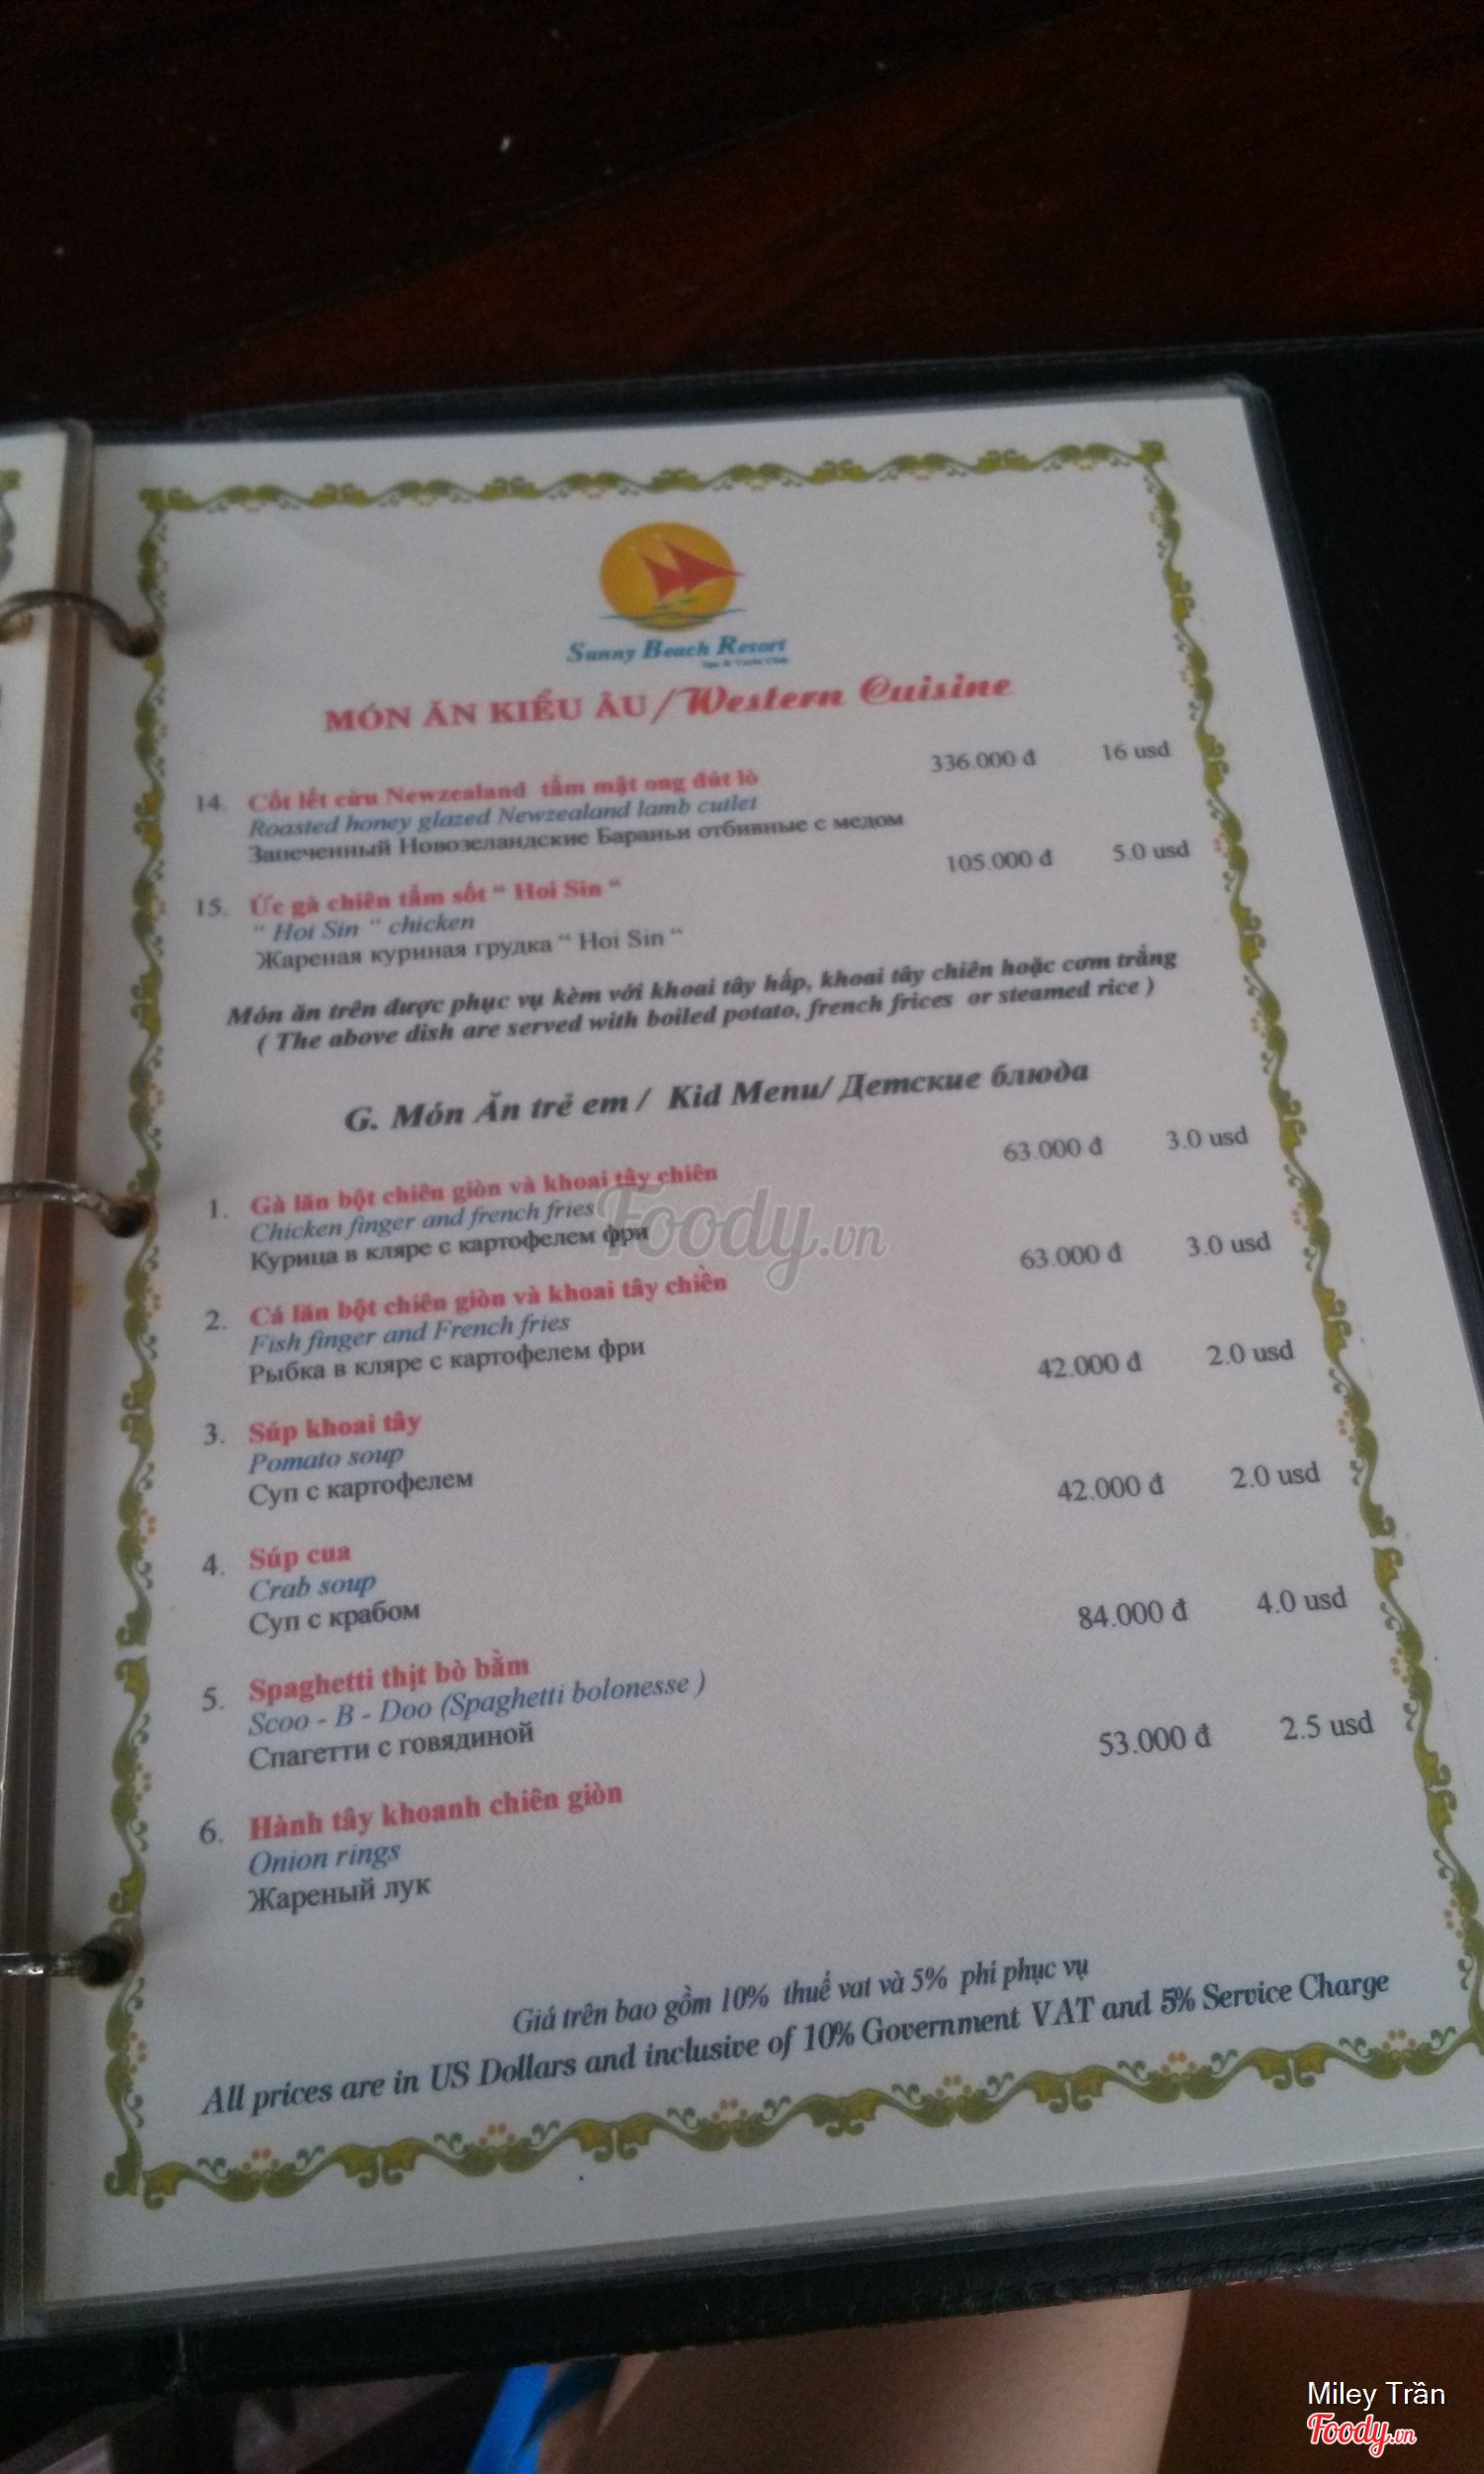 Sunny Beach Resort
Spa & Yacht Club
MÓN ĂN KIỂU ÂU / Western Cuisine
14. Cốt lết cừu Newzealand tẩm mật ong đút lò 336.000 đ 16 usd
Roasted honey glazed Newzealand lamb cutlet
Запеченный Новозеландские Бараньи отбивные с медом
15. Ức gà chiên tẩm sốt “ Hoi Sin “ 105.000 đ 5.0 usd
“ Hoi Sin “ chicken
Жареная куриная грудка “ Hoi Sin “
Món ăn trên được phục vụ kèm với khoai tây hấp, khoai tây chiên hoặc cơm trắng
( The above dish are served with boiled potato, french frices or steamed rice )
G. Món Ăn trẻ em / Kid Menu/ Детские блюда
1. Gà lăn bột chiên giòn và khoai tây chiên 63.000 đ 3.0 usd
Chicken finger and french fries
Курица в кляре с картофелем фри
2. Cá lăn bột chiên giòn và khoai tây chiên 63.000 đ 3.0 usd
Fish finger and French fries
Рыбка в кляре с картофелем фри
3. Súp khoai tây 42.000 đ 2.0 usd
Pomato soup
Суп с картофелем
4. Súp cua 42.000 đ 2.0 usd
Crab soup
Суп с крабом
5. Spaghetti thịt bò bằm 84.000 đ 4.0 usd
Scoo - B - Doo (Spaghetti bolonesse )
Спагетти с говядиной
6. Hành tây khoanh chiên giòn 53.000 đ 2.5 usd
Onion rings
Жареный лук
Giá trên bao gồm 10% thuế vat và 5% phí phục vụ
All prices are in US Dollars and inclusive of 10% Government VAT and 5% Service Charge
Foody.vn
Miley Trần
Foody.vn